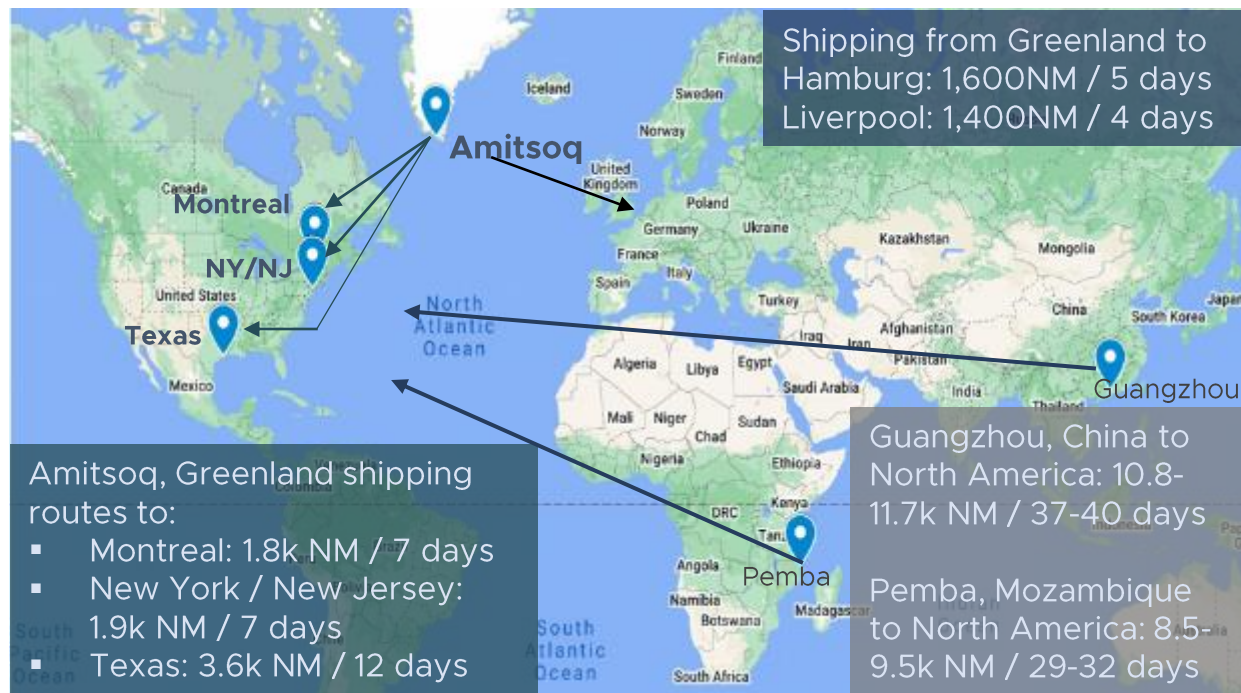 Shipping from Greenland to
Hamburg: 1,600NM / 5 days
Liverpool: 1,400NM / 4 days
Finland
Iceland
Sweden
Norway
Amitsoq
United
Kingdom
Canada
Montreal
Poland
Germany
Ukraine
Kazakhstan
Mongolia
France
NY/NJ
Italy
Spain
United States
North
Atlantic
Ocean
Turkey
China
Japan
South Korea
Texas
Iraq
Iran
Afghanistan
Pakistan
Algeria
Libya
Egypt
Mexico
Saudi Arabia
India
Guangzhou
Thailand
Mali
Niger
Sudan
Chad
Nigeria
Ethiopia
Kenya
DRC
Tanz
Pemba
Angola
Namibia
Botswana
Madagascar
South
Atlantic
Ocean
South Africa
Amitsoq, Greenland shipping
routes to:
▪ Montreal: 1.8k NM / 7 days
▪ New York / New Jersey:
1.9k NM / 7 days
▪ Texas: 3.6k NM / 12 days
South
Pacific
Ocean
Guangzhou, China to
North America: 10.8-
11.7k NM / 37-40 days
Pemba, Mozambique
to North America: 8.5-
9.5k NM / 29-32 days